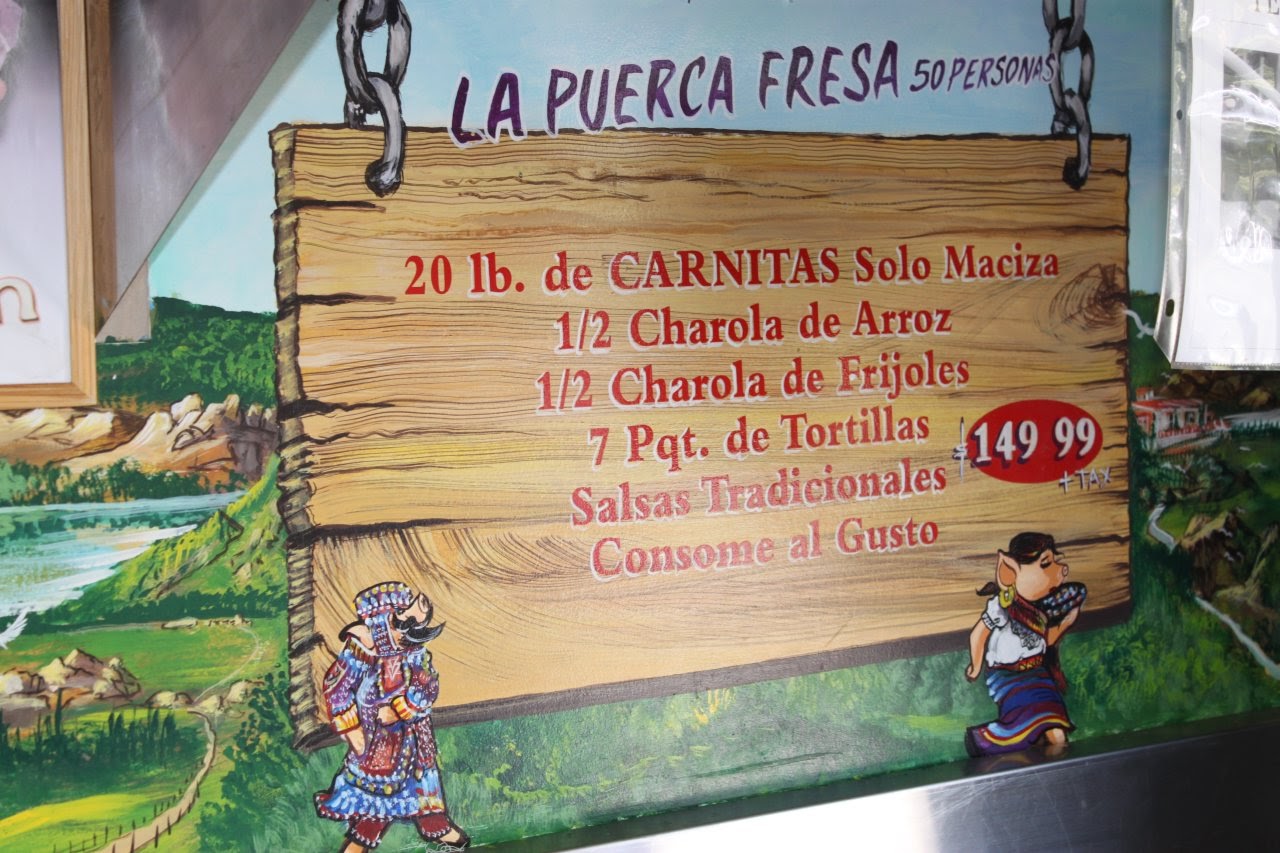 LA PUERCA FRESA 50 PERSONAS
20 lb. de CARNITAS Solo Maciza
1/2 Charola de Arroz
1/2 Charola de Frijoles
7 Pqt. de Tortillas
$149 99
+ TAX
Salsas Tradicionales
Consome al Gusto